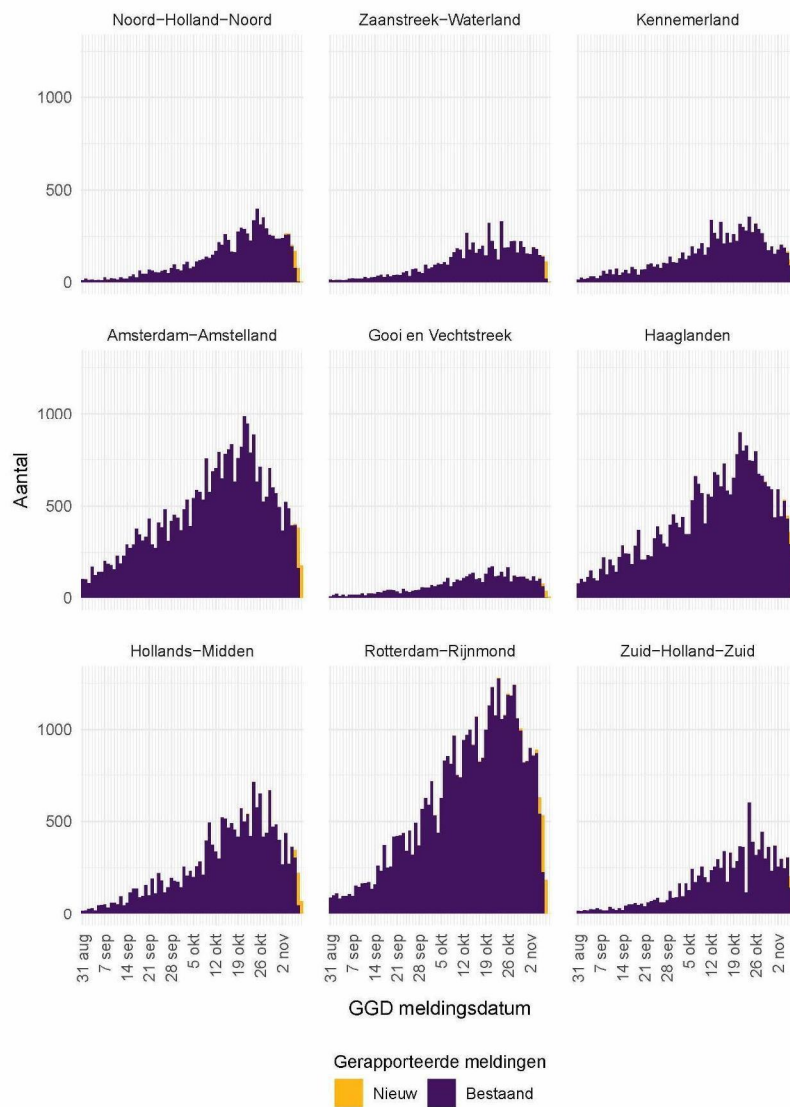 Noord-Holland-Noord
Zaanstreek-Waterland
Kennemerland
1000
500
0
Amsterdam-Amstelland
Gooi en Vechtstreek
Haaglanden
1000
500
0
Aantal
Hollands-Midden
Rotterdam-Rijnmond
Zuid-Holland-Zuid
1000
500
0
31 aug
7 sep
14 sep
21 sep
28 sep
5 okt
12 okt
19 okt
26 okt
2 nov
31 aug
7 sep
14 sep
21 sep
28 sep
5 okt
12 okt
19 okt
26 okt
2 nov
31 aug
7 sep
14 sep
21 sep
28 sep
5 okt
12 okt
19 okt
26 okt
2 nov
GGD meldingsdatum
Gerapporteerde meldingen
Nieuw
Bestaand